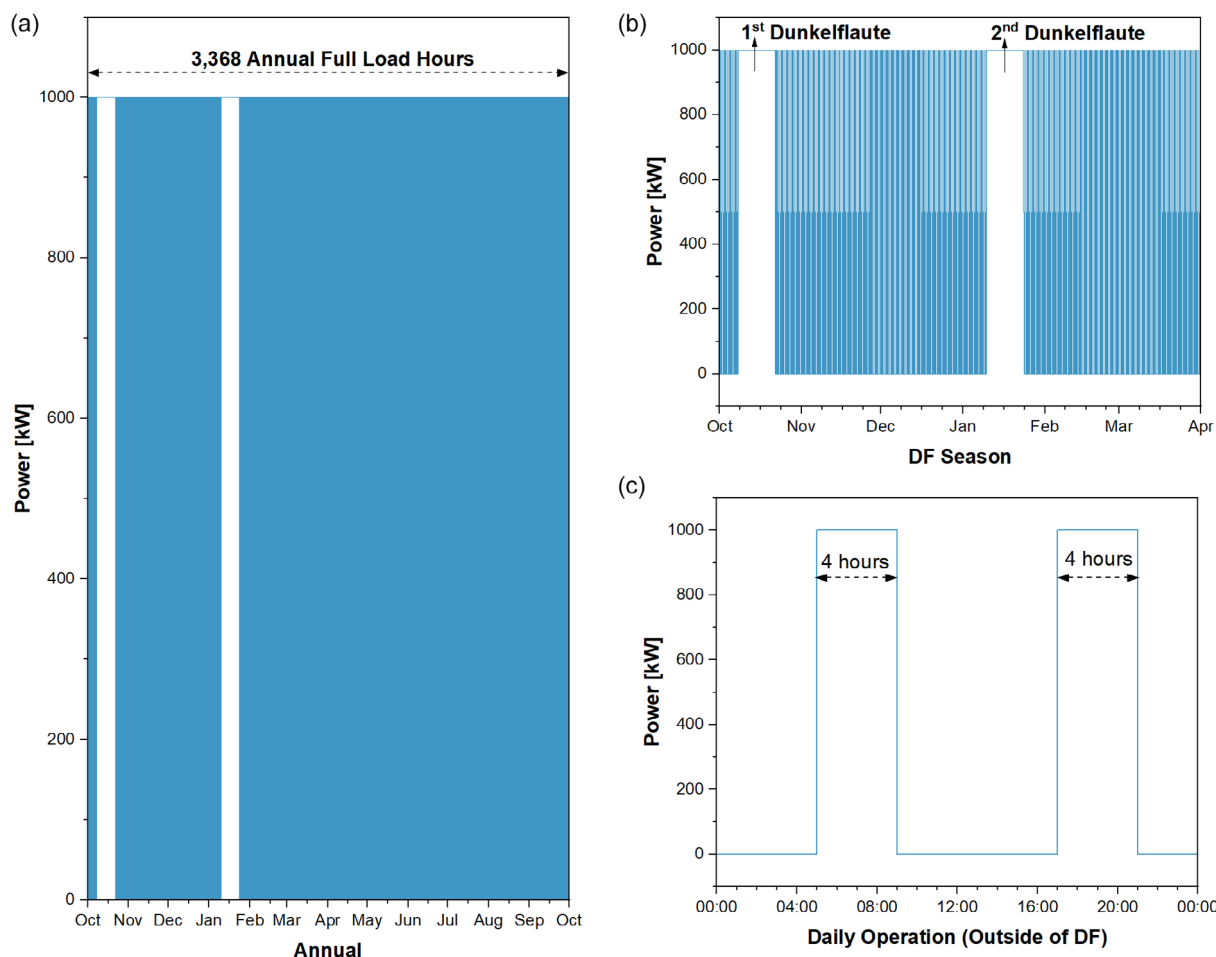 (a)
3,368 Annual Full Load Hours
1000
800
600
400
200
0
Power [kW]
Oct Nov Dec Jan Feb Mar Apr May Jun Jul Aug Sep Oct
Annual
(b)
1st Dunkelflaute
2nd Dunkelflaute
1000
800
600
400
200
0
Power [kW]
Oct Nov Dec Jan Feb Mar Apr
DF Season
(c)
4 hours
4 hours
1000
800
600
400
200
0
Power [kW]
00:00 04:00 08:00 12:00 16:00 20:00 00:00
Daily Operation (Outside of DF)